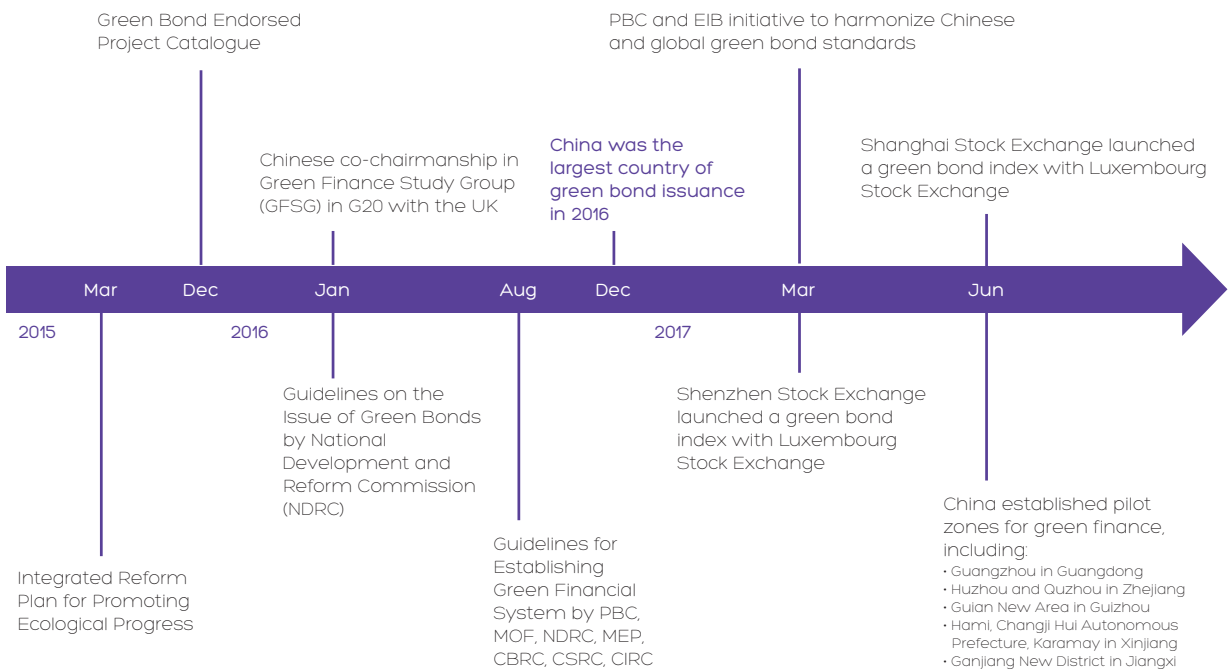 Green Bond Endorsed
Project Catalogue
PBC and EIB initiative to harmonize Chinese
and global green bond standards
Chinese co-chairmanship in
Green Finance Study Group
(GFSG) in G20 with the UK
China was the
largest country of
green bond issuance
in 2016
Shanghai Stock Exchange launched
a green bond index with Luxembourg
Stock Exchange
Mar Dec Jan Aug Dec Mar Jun
2015 2016 2017
Integrated Reform
Plan for Promoting
Ecological Progress
Guidelines on the
Issue of Green Bonds
by National
Development and
Reform Commission
(NDRC)
Guidelines for
Establishing
Green Financial
System by PBC,
MOF, NDRC, MEP,
CBRC, CSRC, CIRC
Shenzhen Stock Exchange
launched a green bond
index with Luxembourg
Stock Exchange
China established pilot
zones for green finance,
including:
• Guangzhou in Guangdong
• Huzhou and Quzhou in Zhejiang
• Guian New Area in Guizhou
• Hami, Changji Hui Autonomous
Prefecture, Karamay in Xinjiang
• Ganjiang New District in Jiangxi